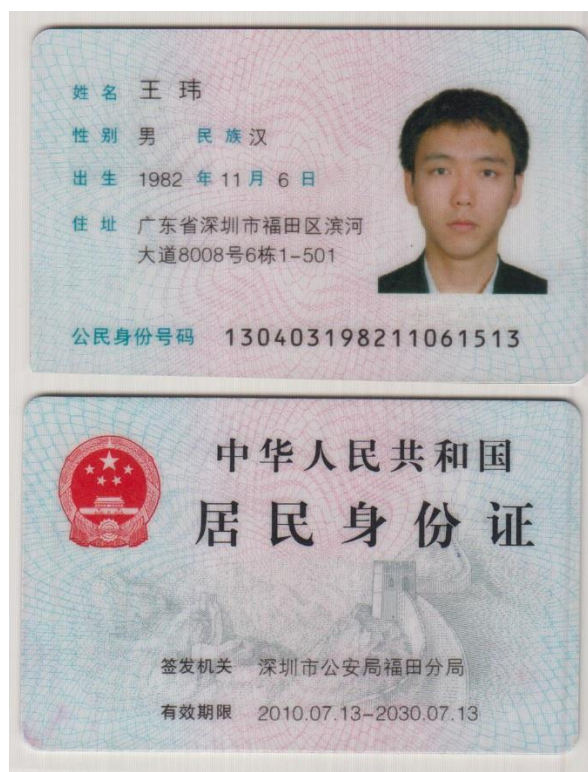 姓名 王玮
性别 男 民族 汉
出生 1982 年 11 月 6 日
住址 广东省深圳市福田区滨河
大道8008号6栋1-501
公民身份号码 130403198211061513
中华人民共和国
居民身份证
签发机关 深圳市公安局福田分局
有效期限 2010.07.13-2030.07.13